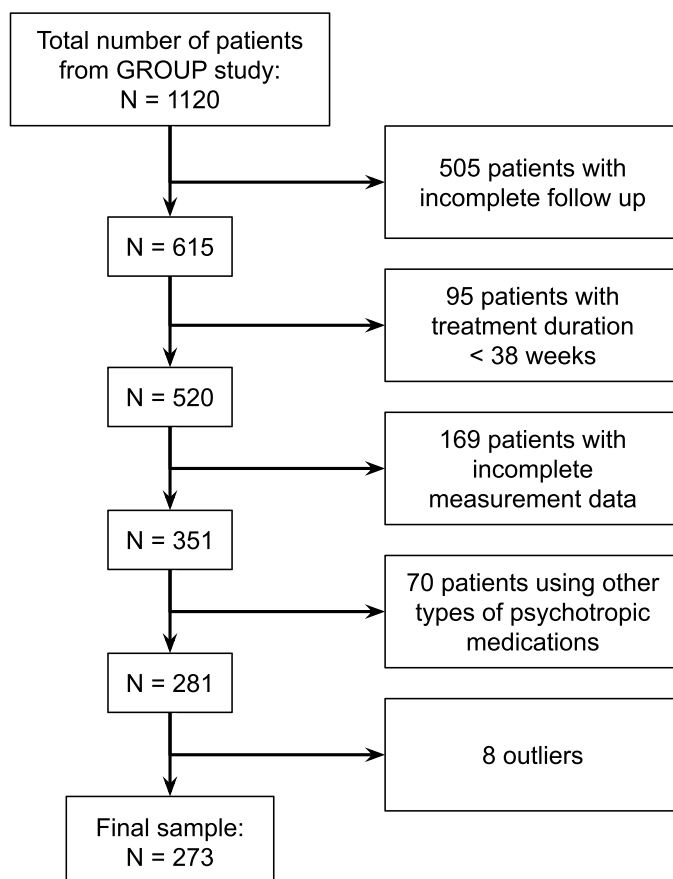 Total number of patients
from GROUP study:
N = 1120
505 patients with
incomplete follow up
N = 615
95 patients with
treatment duration
< 38 weeks
N = 520
169 patients with
incomplete
measurement data
N = 351
70 patients using other
types of psychotropic
medications
N = 281
8 outliers
Final sample:
N = 273